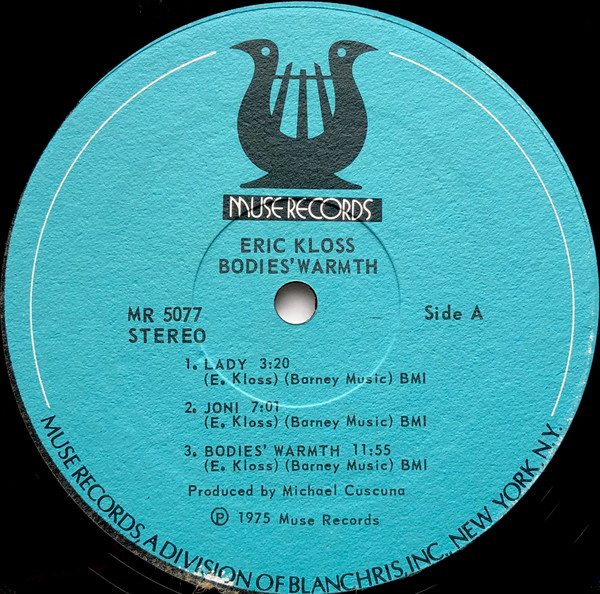 MUSE RECORDS
ERIC KLOSS
BODIES' WARMTH
MR 5077
STEREO
Side A
1. LADY 3:20
(E. Kloss) (Barney Music) BMI
2. JONI 7:01
(E. Kloss) (Barney Music) BMI
3. BODIES' WARMTH 11:55
(E. Kloss) (Barney Music) BMI
Produced by Michael Cuscuna
Ⓟ 1975 Muse Records
MUSE RECORDS, A DIVISION OF BLANCHRIS, INC., NEW YORK, N.Y.